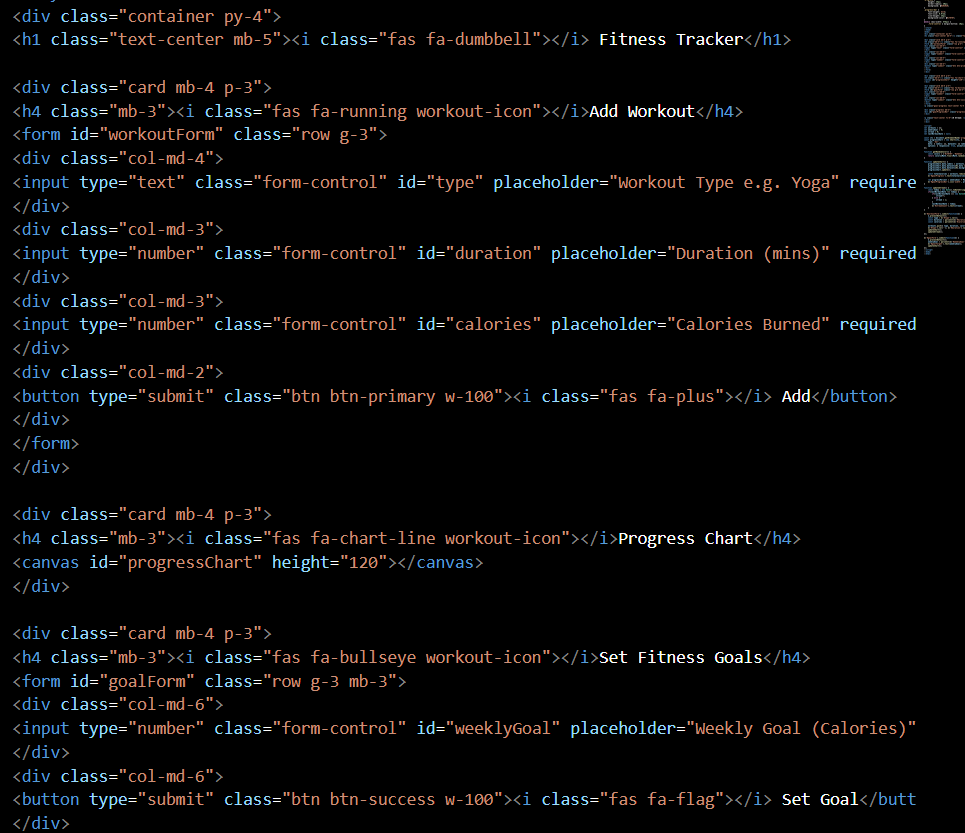 <div class="container py-4">
<h1 class="text-center mb-5"><i class="fas fa-dumbbell"></i> Fitness Tracker</h1>
<div class="card mb-4 p-3">
<h4 class="mb-3"><i class="fas fa-running workout-icon"></i>Add Workout</h4>
<form id="workoutForm" class="row g-3">
<div class="col-md-4">
<input type="text" class="form-control" id="type" placeholder="Workout Type e.g. Yoga" require
</div>
<div class="col-md-3">
<input type="number" class="form-control" id="duration" placeholder="Duration (mins)" required
</div>
<div class="col-md-3">
<input type="number" class="form-control" id="calories" placeholder="Calories Burned" required
</div>
<div class="col-md-2">
<button type="submit" class="btn btn-primary w-100"><i class="fas fa-plus"></i> Add</button>
</div>
</form>
</div>
<div class="card mb-4 p-3">
<h4 class="mb-3"><i class="fas fa-chart-line workout-icon"></i>Progress Chart</h4>
<canvas id="progressChart" height="120"></canvas>
</div>
<div class="card mb-4 p-3">
<h4 class="mb-3"><i class="fas fa-bullseye workout-icon"></i>Set Fitness Goals</h4>
<form id="goalForm" class="row g-3 mb-3">
<div class="col-md-6">
<input type="number" class="form-control" id="weeklyGoal" placeholder="Weekly Goal (Calories)"
</div>
<div class="col-md-6">
<button type="submit" class="btn btn-success w-100"><i class="fas fa-flag"></i> Set Goal</butt
</div>